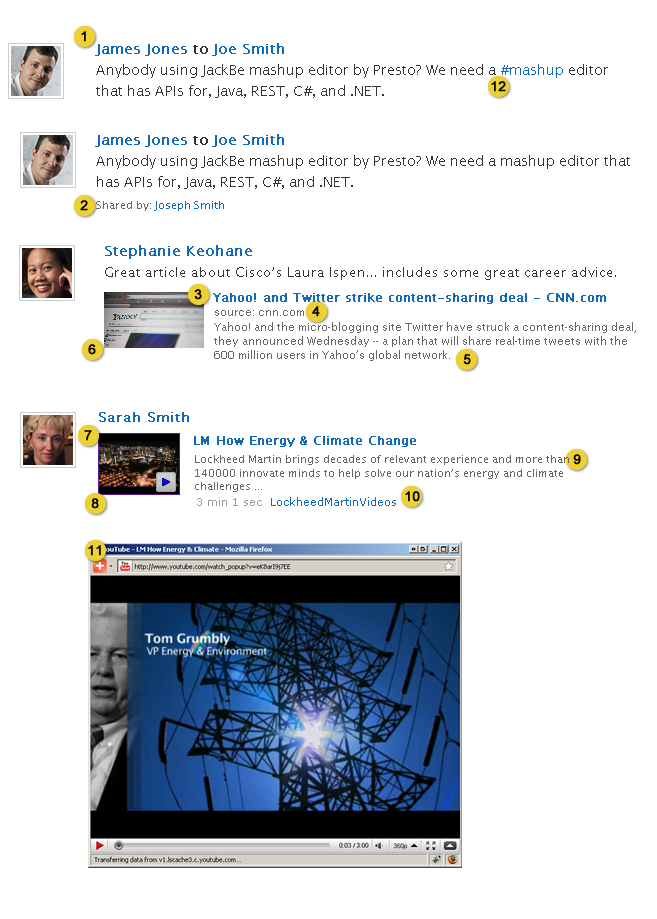 1
James Jones to Joe Smith
Anybody using JackBe mashup editor by Presto? We need a #mashup editor
that has APIs for, Java, REST, C#, and .NET.
12
James Jones to Joe Smith
Anybody using JackBe mashup editor by Presto? We need a mashup editor that
has APIs for, Java, REST, C#, and .NET.
2 Shared by: Joseph Smith
Stephanie Keohane
Great article about Cisco's Laura Ispen... includes some great career advice.
3 Yahoo! and Twitter strike content-sharing deal - CNN.com
source: cnn.com 4
Yahoo! and the micro-blogging site Twitter have struck a content-sharing deal,
they announced Wednesday -- a plan that will share real-time tweets with the
6 600 million users in Yahoo's global network. 5
Sarah Smith
7 LM How Energy & Climate Change
Lockheed Martin brings decades of relevant experience and more than 9
140000 innovate minds to help solve our nation's energy and climate
challenges ...
8 3 min 1 sec LockheedMartinVideos 10
11 YouTube - LM How Energy & Climate - Mozilla Firefox
You Tube http://www.youtube.com/watch_popup?v=eK8arI9j7EE
Tom Grumbly
VP Energy & Environment
0:03 / 3:00 360p
Transferring data from v1.lscache3.c.youtube.com...